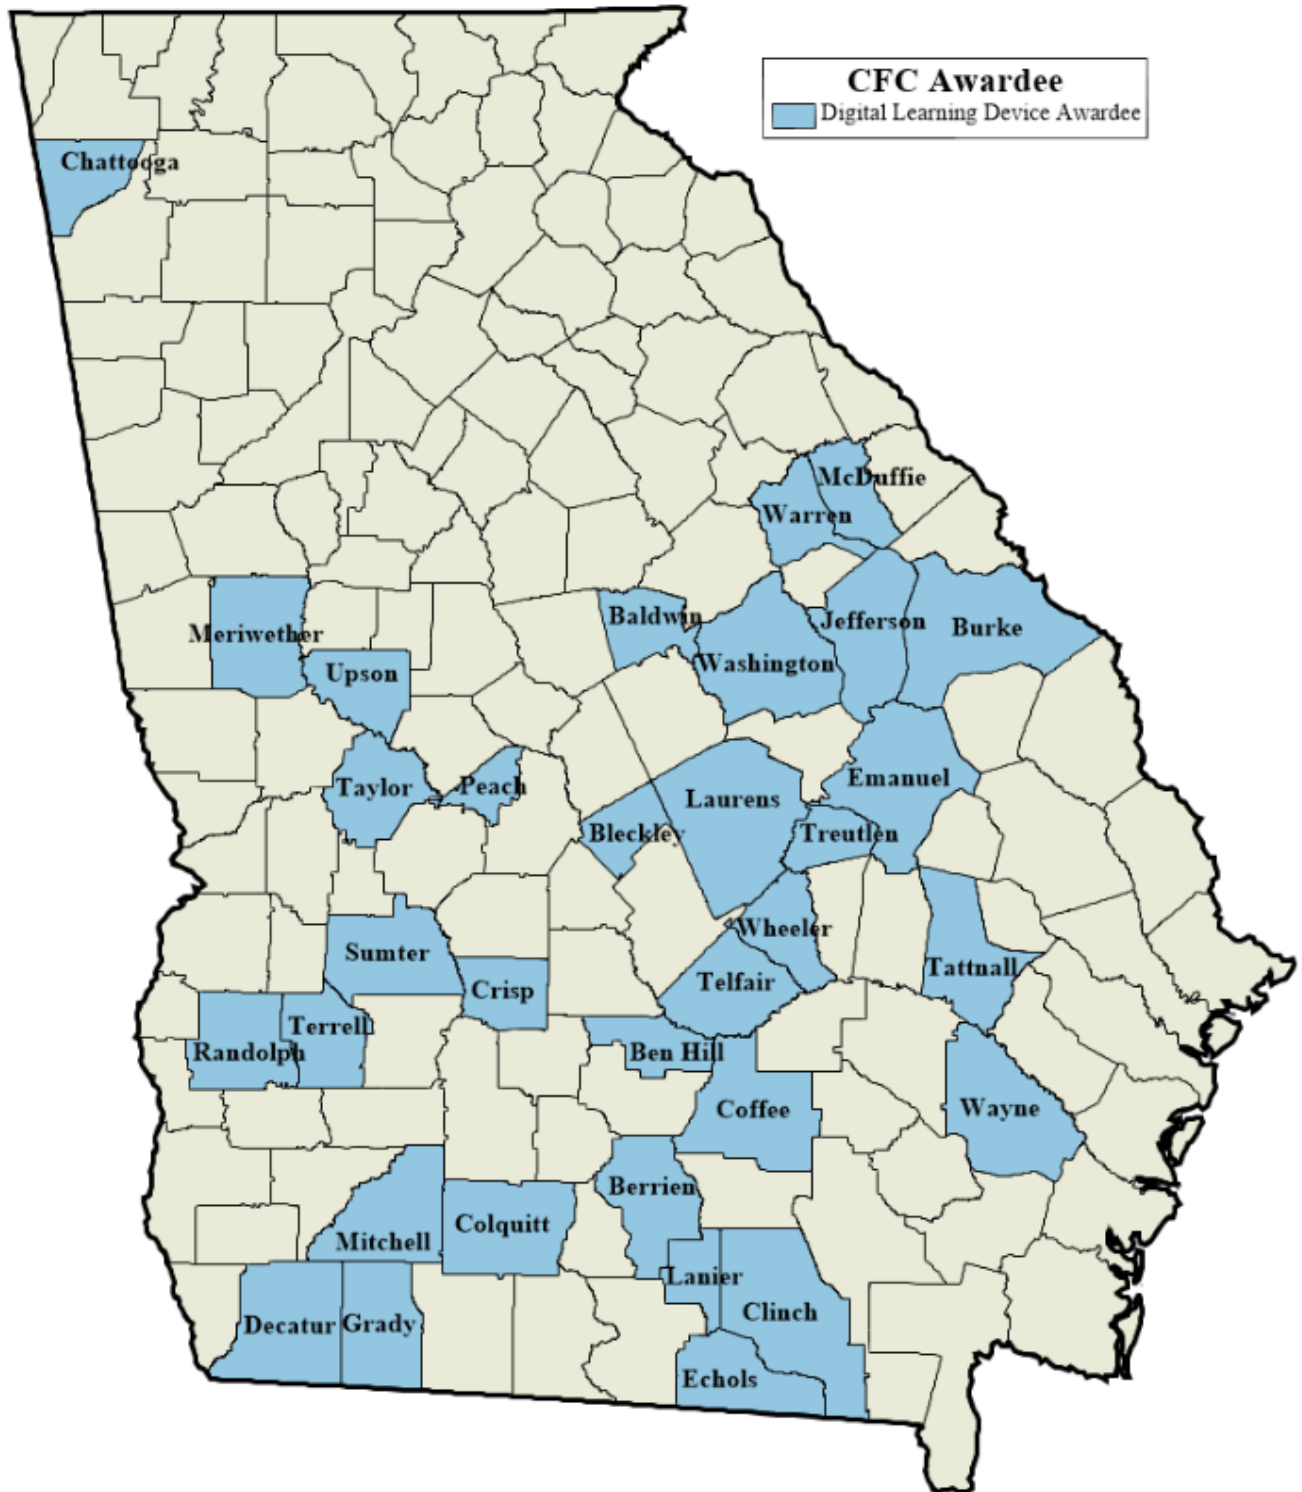 CFC Awardee
Digital Learning Device Awardee
Chattooga
McDuffie
Warren
Baldwin
Jefferson
Burke
Meriwether
Washington
Upson
Taylor
Peach
Laurens
Emanuel
Bleckley
Treutlen
Wheeler
Sumter
Tattnall
Crisp
Telfair
Terrell
Randolph
Ben Hill
Coffee
Wayne
Berrien
Colquitt
Mitchell
Lanier
Clinch
Decatur
Grady
Echols